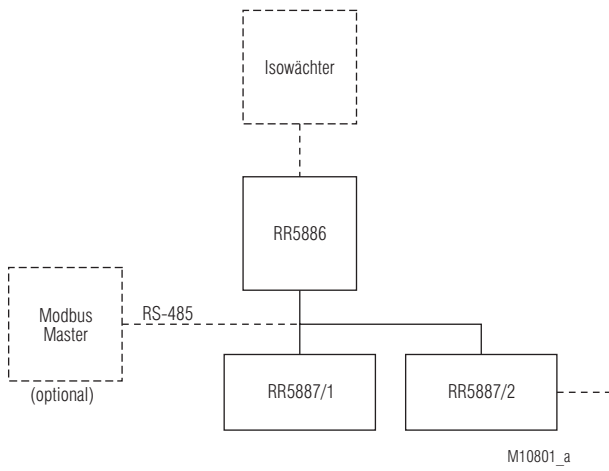 Isowächter
RR5886
Modbus
Master
RS-485
(optional)
RR5887/1
RR5887/2
M10801_a